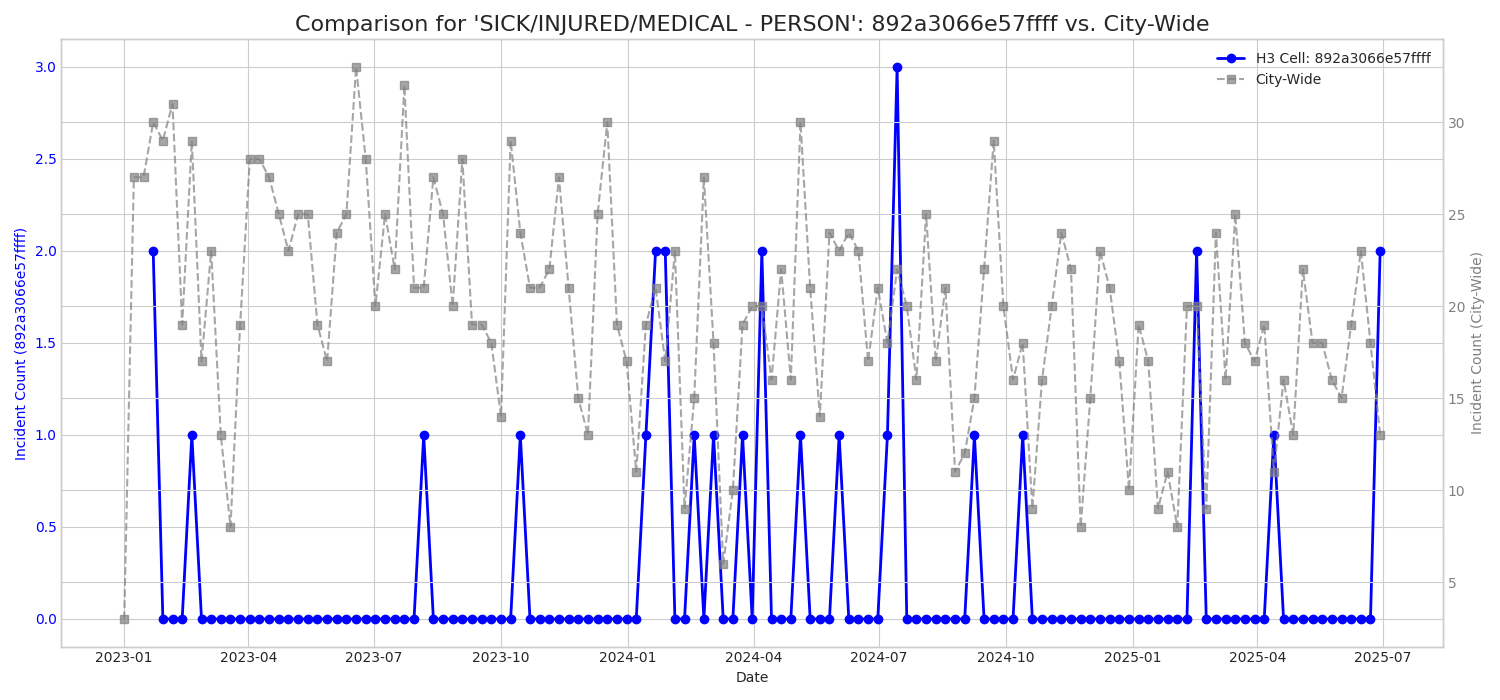 Comparison for 'SICK/INJURED/MEDICAL - PERSON': 892a3066e57ffff vs. City-Wide
H3 Cell: 892a3066e57ffff
City-Wide
Incident Count (892a3066e57ffff)
3.0
2.5
2.0
1.5
1.0
0.5
0.0
30
25
20
15
10
5
Incident Count (City-Wide)
2023-01 2023-04 2023-07 2023-10 2024-01 2024-04 2024-07 2024-10 2025-01 2025-04 2025-07
Date